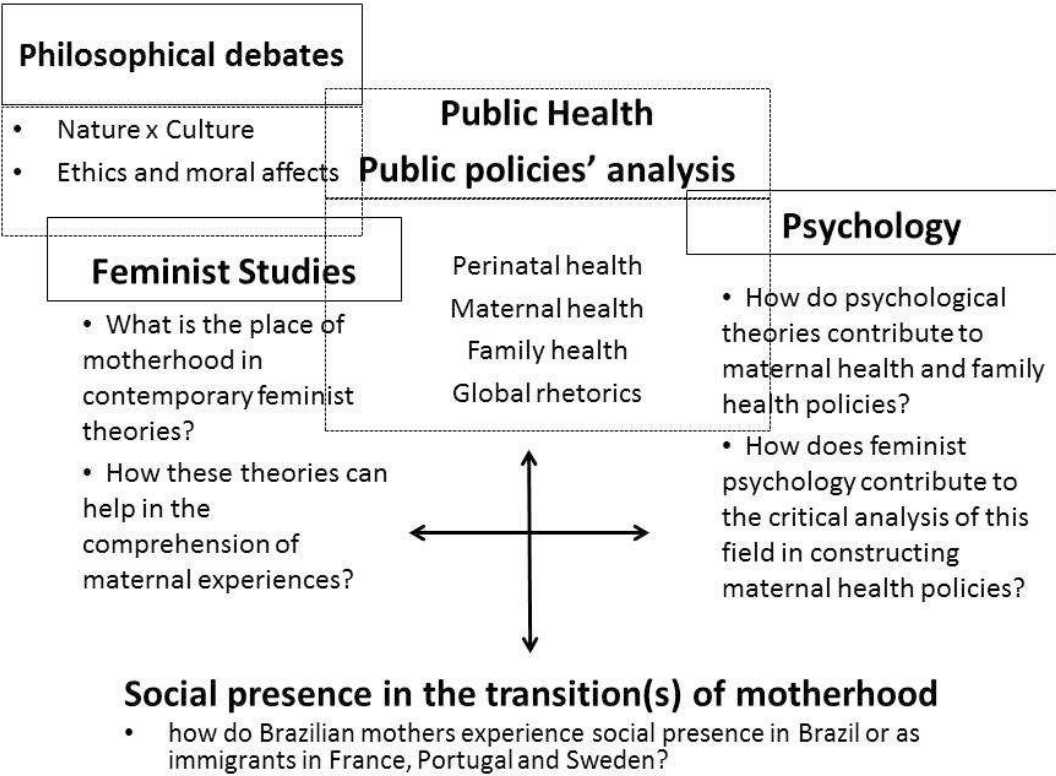 Philosophical debates
• Nature x Culture
• Ethics and moral affects
Public Health
Public policies’ analysis
Perinatal health
Maternal health
Family health
Global rhetorics
Feminist Studies
• What is the place of
motherhood in
contemporary feminist
theories?
• How these theories can
help in the
comprehension of
maternal experiences?
Psychology
• How do psychological
theories contribute to
maternal health and family
health policies?
• How does feminist
psychology contribute to
the critical analysis of this
field in constructing
maternal health policies?
Social presence in the transition(s) of motherhood
• how do Brazilian mothers experience social presence in Brazil or as
immigrants in France, Portugal and Sweden?